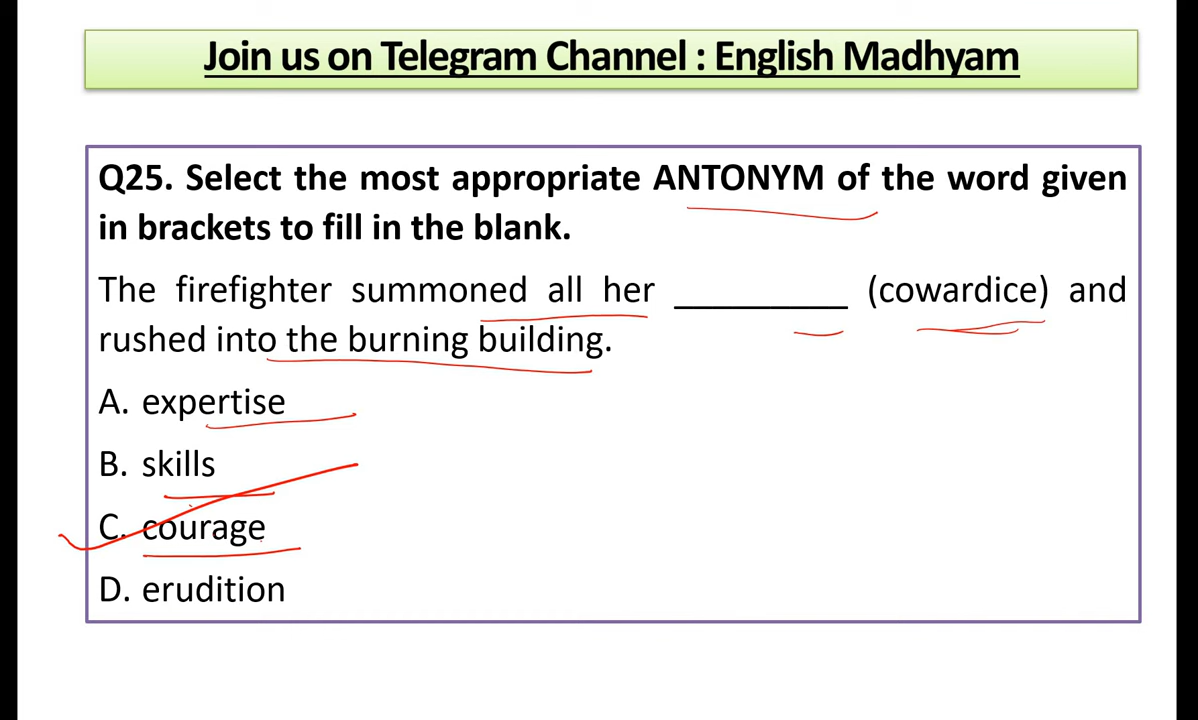 Join us on Telegram Channel : English Madhyam
Q25. Select the most appropriate ANTONYM of the word given
in brackets to fill in the blank.
The firefighter summoned all her _________ (cowardice) and
rushed into the burning building.
A. expertise
B. skills
C. courage
D. erudition